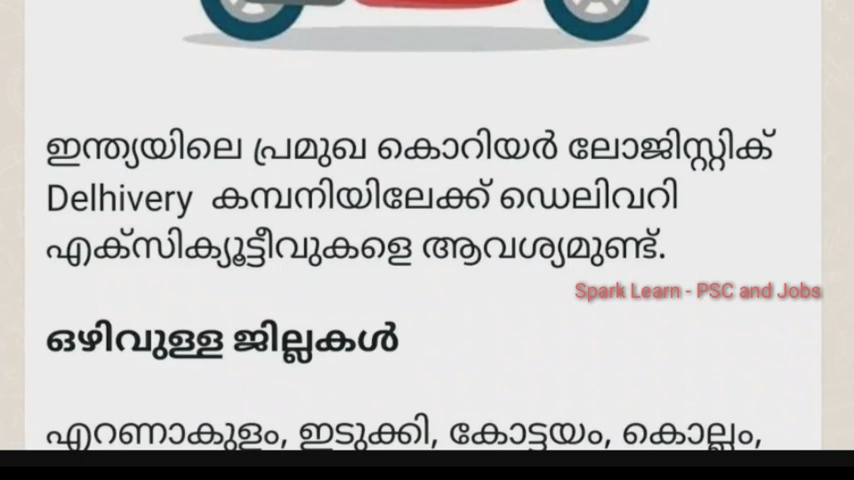 ഇന്ത്യയിലെ പ്രമുഖ കൊറിയർ ലോജിസ്റ്റിക്
Delhivery കമ്പനിയിലേക്ക് ഡെലിവറി
എക്സിക്യൂട്ടീവുകളെ ആവശ്യമുണ്ട്.
Spark Learn - PSC and Jobs
ഒഴിവുള്ള ജില്ലകൾ
എറണാകുളം, ഇടുക്കി, കോട്ടയം, കൊല്ലം,